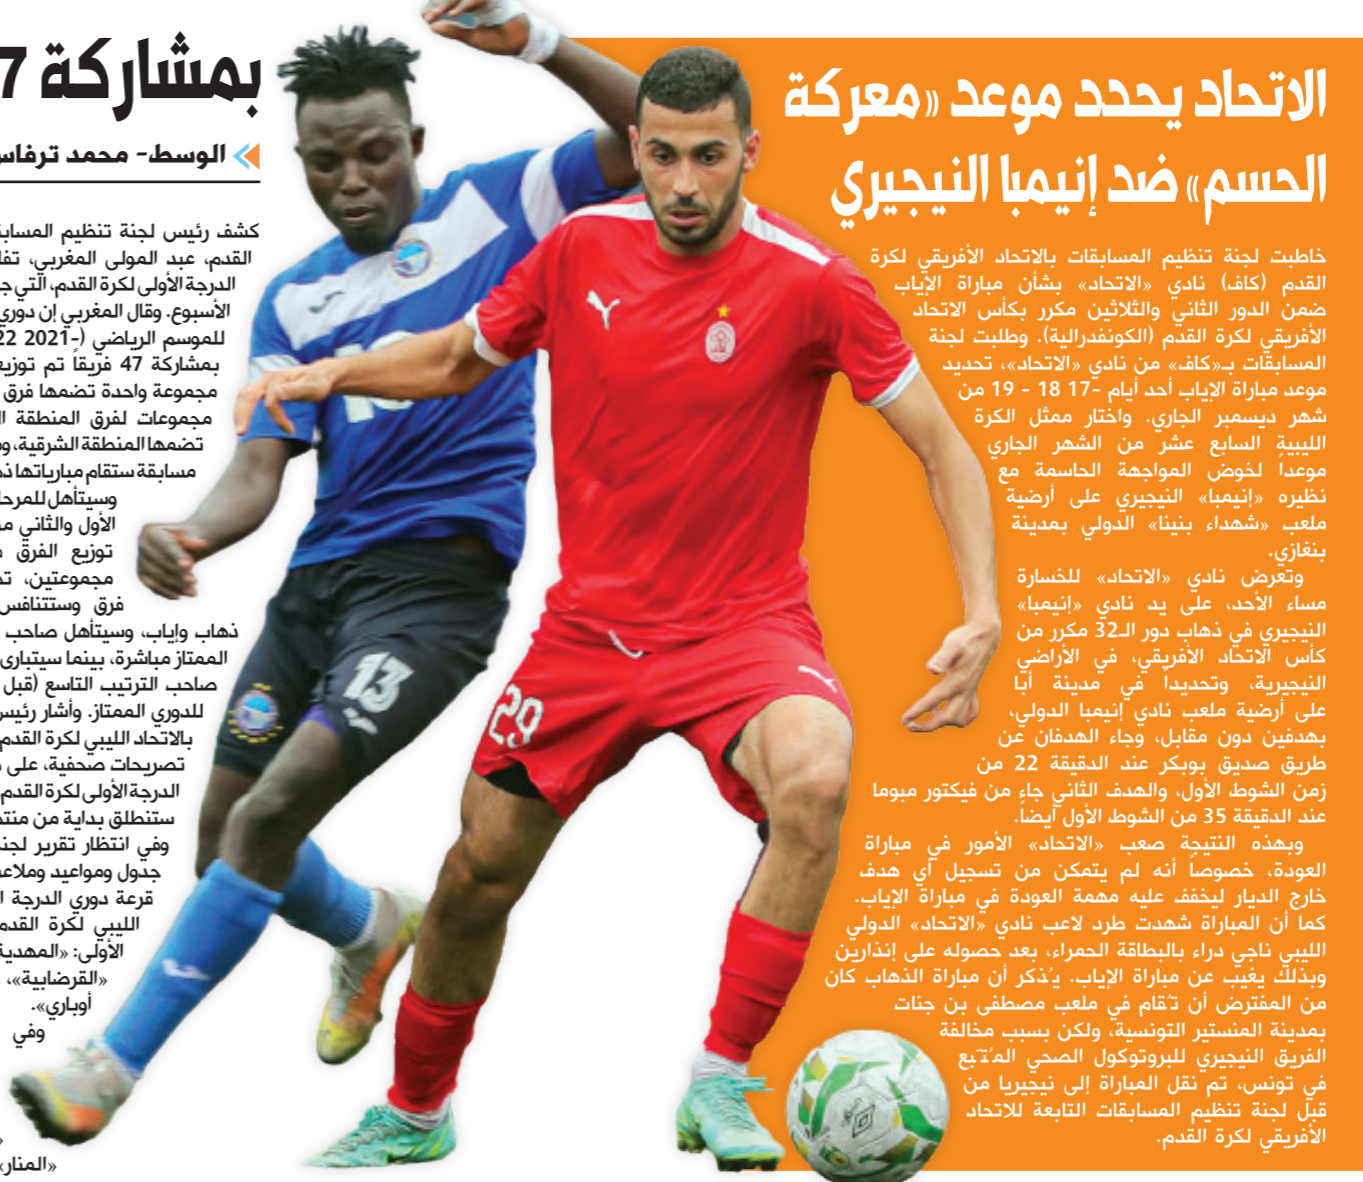 الاتحاد يحدد موعد «معركة
الحسم» ضد إنيمبا النيجيري
خاطبت لجنة تنظيم المسابقات بالاتحاد الأفريقي لكرة
القدم (كاف) نادي «الاتحاد» بشأن مباراة الإياب
ضمن الدور الثاني والثلاثين مكرر بكأس الاتحاد
الأفريقي لكرة القدم (الكونفدرالية). وطلبت لجنة
المسابقات بـ«كاف» من نادي «الاتحاد»، تحديد
موعد مباراة الإياب أحد أيام -17 18 - 19 من
شهر ديسمبر الجاري. واختار ممثل الكرة
الليبية السابع عشر من الشهر الجاري
موعداً لخوض المواجهة الحاسمة مع
نظيره «إنيمبا» النيجيري على أرضية
ملعب «شهداء بنينا» الدولي بمدينة
بنغازي.
وتعرض نادي «الاتحاد» للخسارة
مساء الأحد، على يد نادي «إنيمبا»
النيجيري في ذهاب دور الـ32 مكرر من
كأس الاتحاد الأفريقي، في الأراضي
النيجيرية، وتحديداً في مدينة أبا
على أرضية ملعب نادي إنيمبا الدولي،
بهدفين دون مقابل، وجاء الهدفان عن
طريق صديق بوبكر عند الدقيقة 22 من
زمن الشوط الأول، والهدف الثاني جاء من فيكتور مبوما
عند الدقيقة 35 من الشوط الأول أيضاً.
وبهذه النتيجة صعب «الاتحاد» الأمور في مباراة
العودة، خصوصاً أنه لم يتمكن من تسجيل أي هدف
خارج الديار ليخفف عليه مهمة العودة في مباراة الإياب.
كما أن المباراة شهدت طرد لاعب نادي «الاتحاد» الدولي
الليبي ناجي دراء بالبطاقة الحمراء، بعد حصوله على إنذارين
وبذلك يغيب عن مباراة الإياب. يُذكر أن مباراة الذهاب كان
من المفترض أن تُقام في ملعب مصطفى بن جنات
بمدينة المنستير التونسية، ولكن بسبب مخالفة
الفريق النيجيري للبروتوكول الصحي المُتَّبع
في تونس، تم نقل المباراة إلى نيجيريا من
قبل لجنة تنظيم المسابقات التابعة للاتحاد
الأفريقي لكرة القدم.
13
29
بمشاركة 7
الوسط- محمد ترفاس
كشف رئيس لجنة تنظيم
القدم، عبد المولى المغربي،
الدرجة الأولى لكرة القدم، التي
الأسبوع. وقال المغربي إن دوري
للموسم الرياضي (-2021 22
بمشاركة 47 فريقاً تم
مجموعة واحدة تضمها فرق
مجموعات لفرق المنطقة
تضمها المنطقة الشرقية،
مسابقة ستقام مبارياتها
وسيتأهل
الأول والثاني
توزيع الفرق
مجموعتين،
فرق وستتنافس
ذهاب وإياب، وسيتأهل صاحب
الممتاز مباشرة، بينما سيتبارى
صاحب الترتيب التاسع (قبل
للدوري الممتاز. وأشار رئيس
بالاتحاد الليبي لكرة القدم
تصريحات صحفية، على
الدرجة الأولى لكرة القدم
ستنطلق بداية من
وفي انتظار تقرير
جدول ومواعيد
قرعة دوري الدرجة
الليبي لكرة القدم
الأولى: «المهدية
«القرضابية»،
أوباري».
وفي
«المنار»